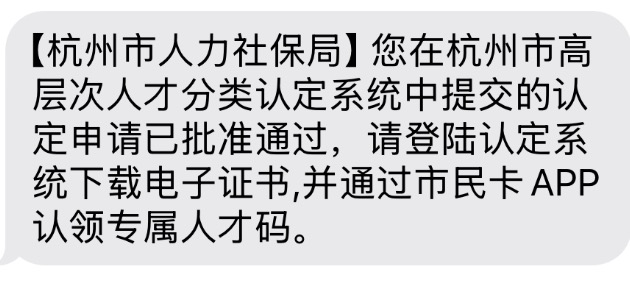 【杭州市人力社保局】您在杭州市高
层次人才分类认定系统中提交的认
定申请已批准通过，请登陆认定系
统下载电子证书,并通过市民卡APP
认领专属人才码。